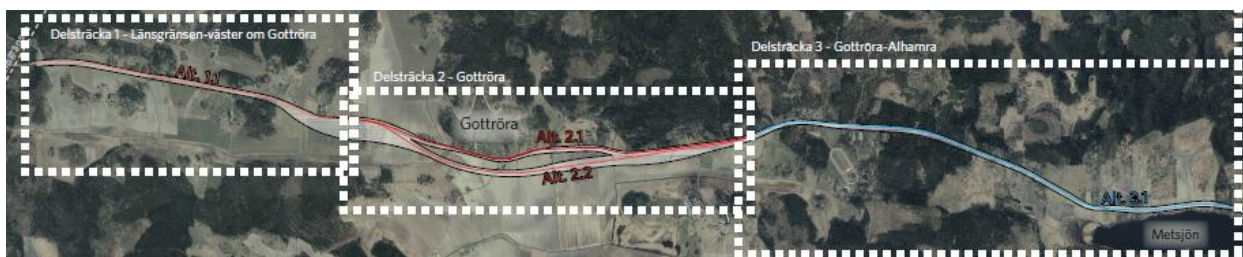 Delsträcka 1 - Länsgränsen-väster om Gottröra
Delsträcka 3 - Gottröra-Alhamra
Alt. 1.1
Delsträcka 2 - Gottröra
Gottröra
Alt. 2.1
Alt. 2.2
Alt. 3.1
Metsjön